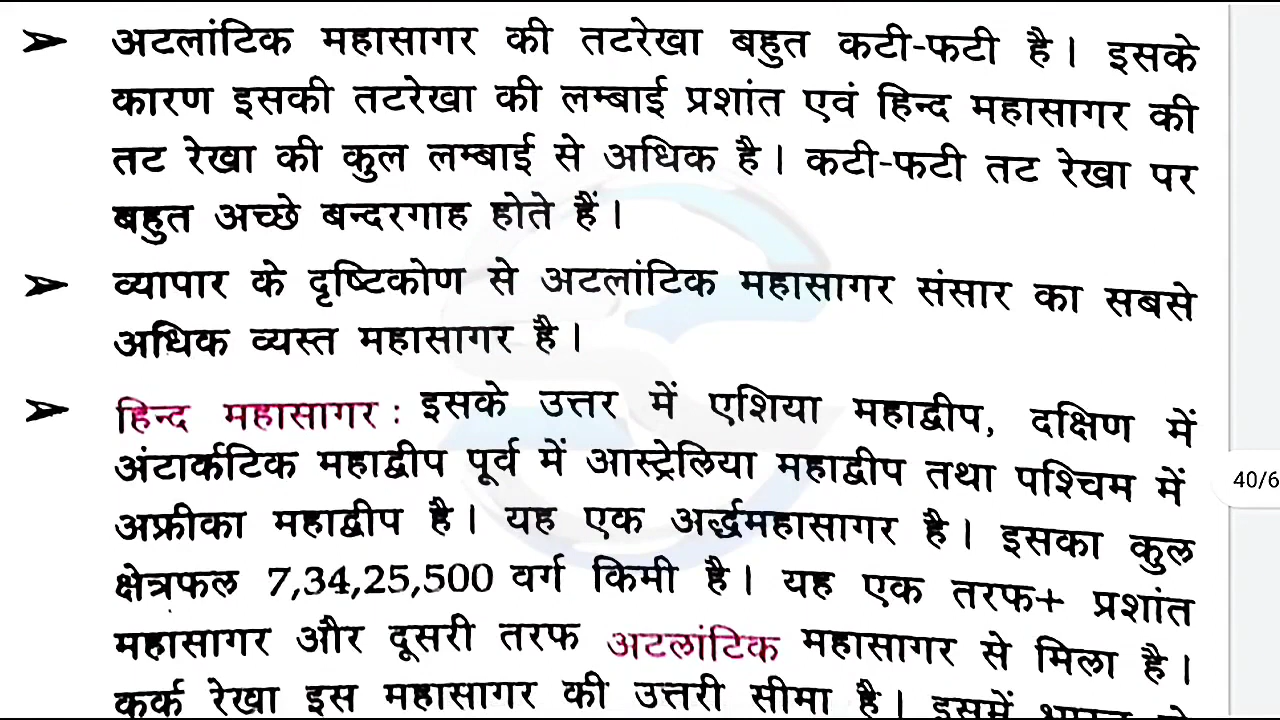 ➢ अटलांटिक महासागर की तटरेखा बहुत कटी-फटी है। इसके
कारण इसकी तटरेखा की लम्बाई प्रशांत एवं हिन्द महासागर की
तट रेखा की कुल लम्बाई से अधिक है। कटी-फटी तट रेखा पर
बहुत अच्छे बन्दरगाह होते हैं।
➢ व्यापार के दृष्टिकोण से अटलांटिक महासागर संसार का सबसे
अधिक व्यस्त महासागर है।
➢ हिन्द महासागर : इसके उत्तर में एशिया महाद्वीप, दक्षिण में
अंटार्कटिक महाद्वीप पूर्व में आस्ट्रेलिया महाद्वीप तथा पश्चिम में
40/6
अफ्रीका महाद्वीप है। यह एक अर्द्धमहासागर है। इसका कुल
क्षेत्रफल 7,34,25,500 वर्ग किमी है। यह एक तरफ+ प्रशांत
महासागर और दूसरी तरफ अटलांटिक महासागर से मिला है।
कर्क रेखा इस महासागर की उत्तरी सीमा है। इसमें